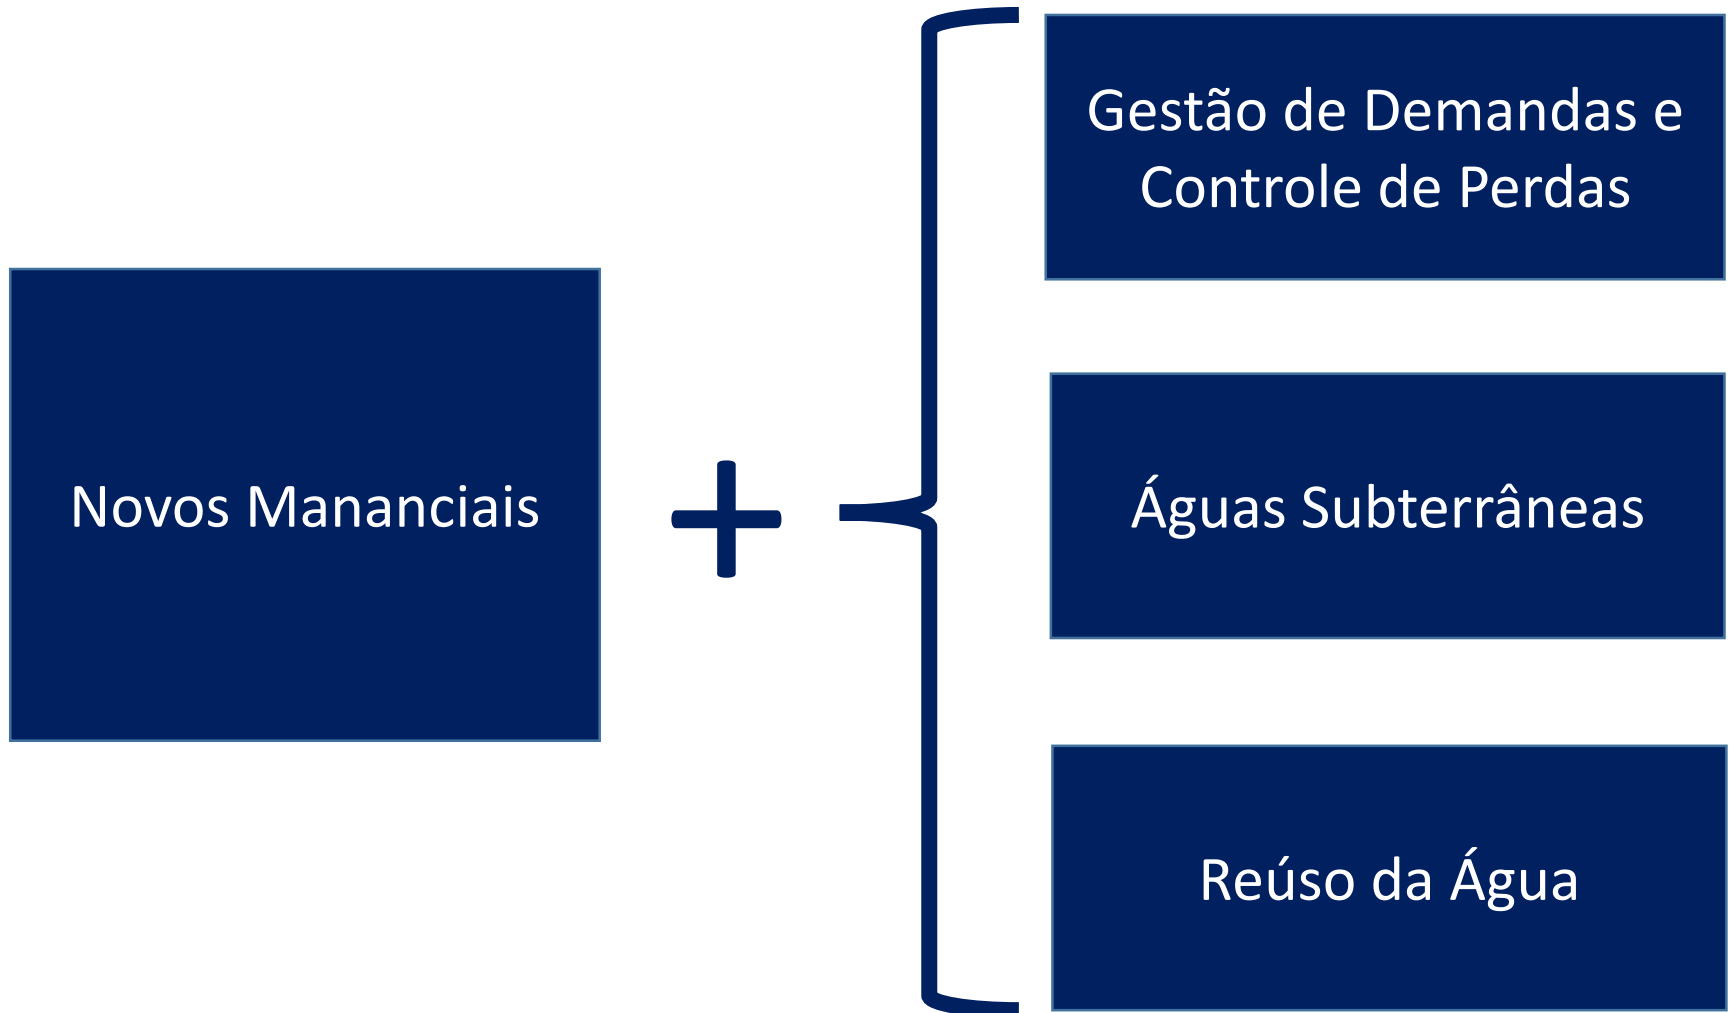 Novos Mananciais
+
Gestão de Demandas e
Controle de Perdas
Águas Subterrâneas
Reúso da Água